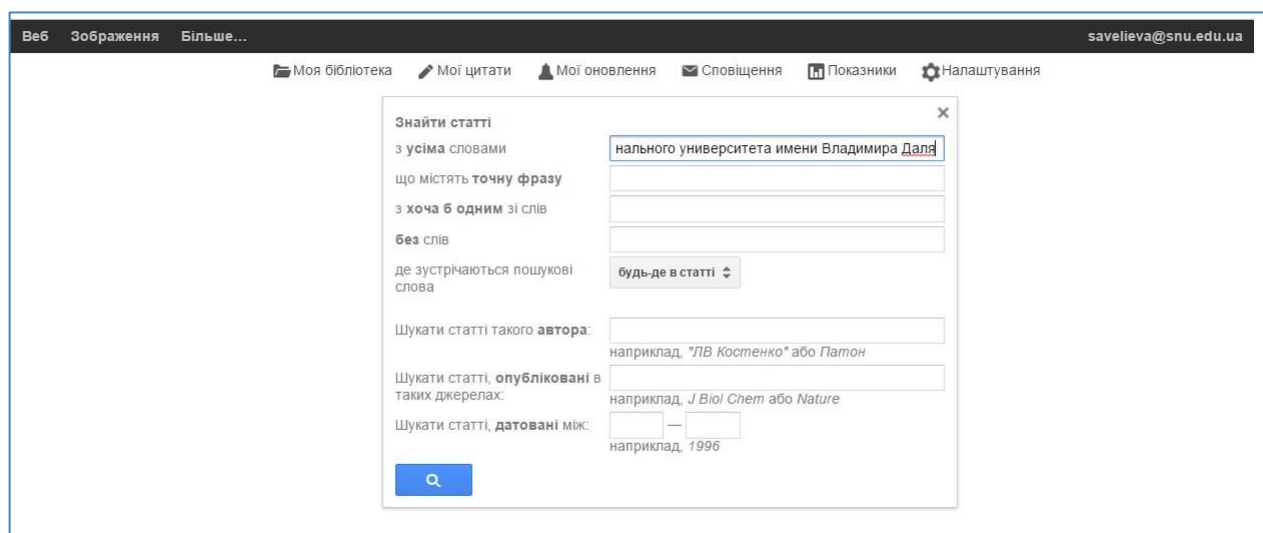 Веб Зображення Більше... savelieva@snu.edu.ua
Моя бібліотека Мої цитати Мої оновлення Сповіщення Показники Налаштування
Знайти статті
з усіма словами нального университета имени Владимира Даля
що містять точну фразу
з хоча б одним зі слів
без слів
де зустрічаються пошукові слова будь-де в статті
Шукати статті такого автора:
наприклад, "ЛВ Костенко" або Патон
Шукати статті, опубліковані в таких джерелах:
наприклад, J Biol Chem або Nature
Шукати статті, датовані між: —
наприклад, 1996